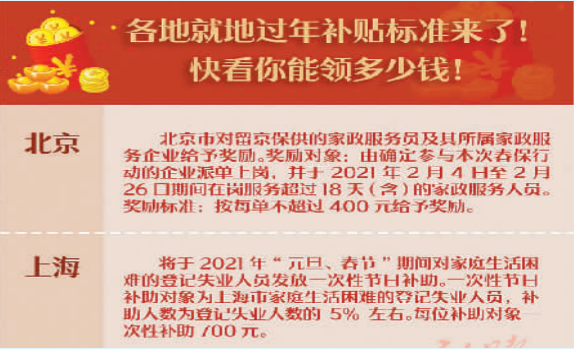 各地就地过年补贴标准来了!
快看你能领多少钱!
北京
北京市对留京保供的家政服务员及其所属家政服
务企业给予奖励。奖励对象：由确定参与本次春保行
动的企业派单上岗，并于 2021 年 2 月 4 日至 2 月
26 日期间在岗服务超过 18 天（含）的家政服务人员。
奖励标准：按每单不超过 400 元给予奖励。
上海
将于 2021 年“元旦、春节”期间对家庭生活困
难的登记失业人员发放一次性节日补助。一次性节日
补助对象为上海市家庭生活困难的登记失业人员，补
助人数为登记失业人数的 5% 左右。每位补助对象一
次性补助 700 元。